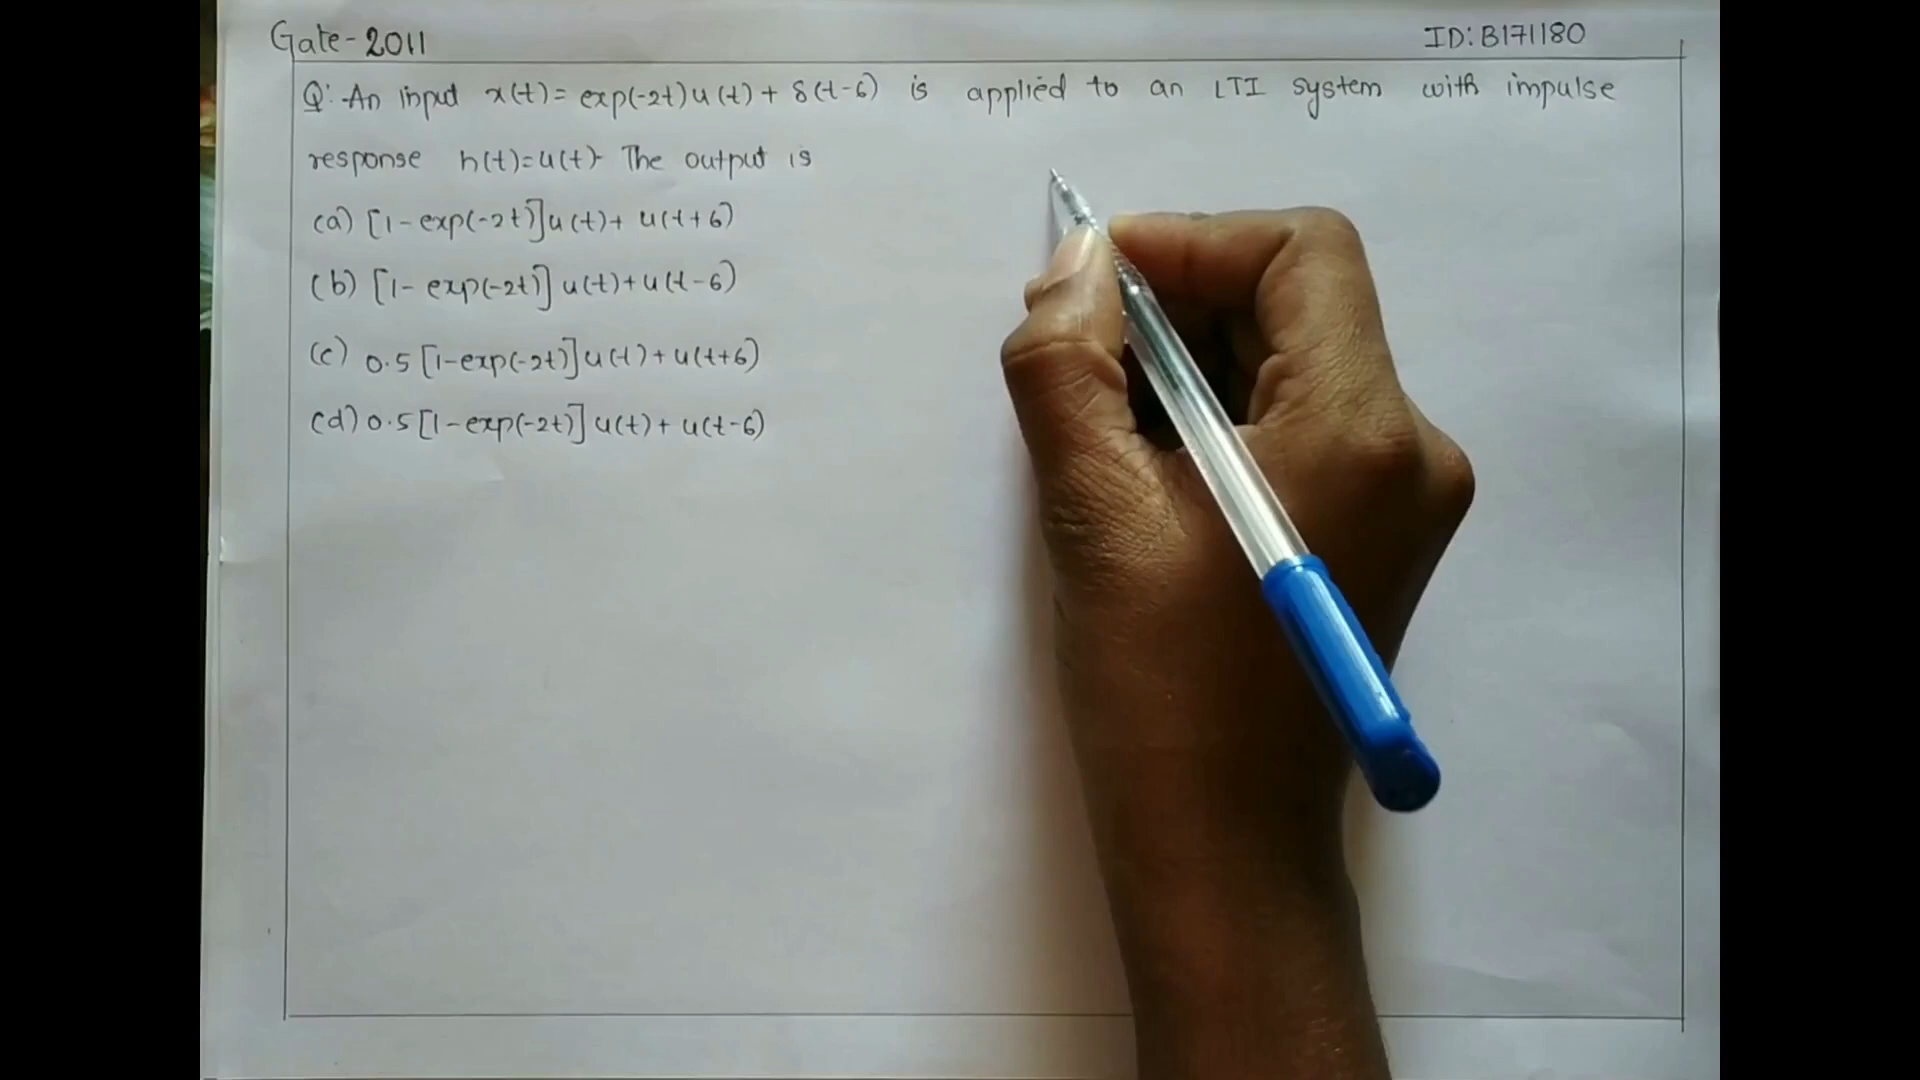 Gate-2011
ID:B171180
Q:-An input x(t)= exp(-2t)u(t)+ δ(t-6) is applied to an LTI system with impulse
response h(t)=u(t). The output is
(a) [1-exp(-2t)]u(t)+ u(t+6)
(b) [1- exp(-2t)] u(t)+u(t-6)
(c) 0.5 [1-exp(-2t)]u(t)+u(t+6)
(d) 0.5[1-exp(-2t)] u(t)+ u(t-6)